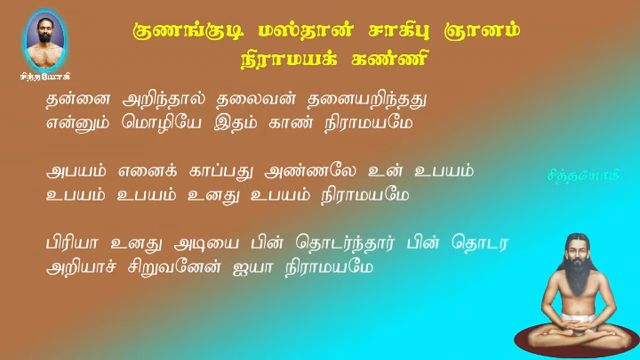 குணங்குடி மஸ்தான் சாகிபு ஞானம்
நிராமயக் கண்ணி
சித்தயோகி
தன்னை அறிந்தால் தலைவன் தனையறிந்தது
என்னும் மொழியே இதம் காண் நிராமயமே
அபயம் எனைக் காப்பது அண்ணலே உன் உபயம்
உபயம் உபயம் உனது உபயம் நிராமயமே
சித்தயோகி
பிரியா உனது அடியை பின் தொடர்ந்தார் பின் தொடர
அறியாச் சிறுவனேன் ஐயா நிராமயமே